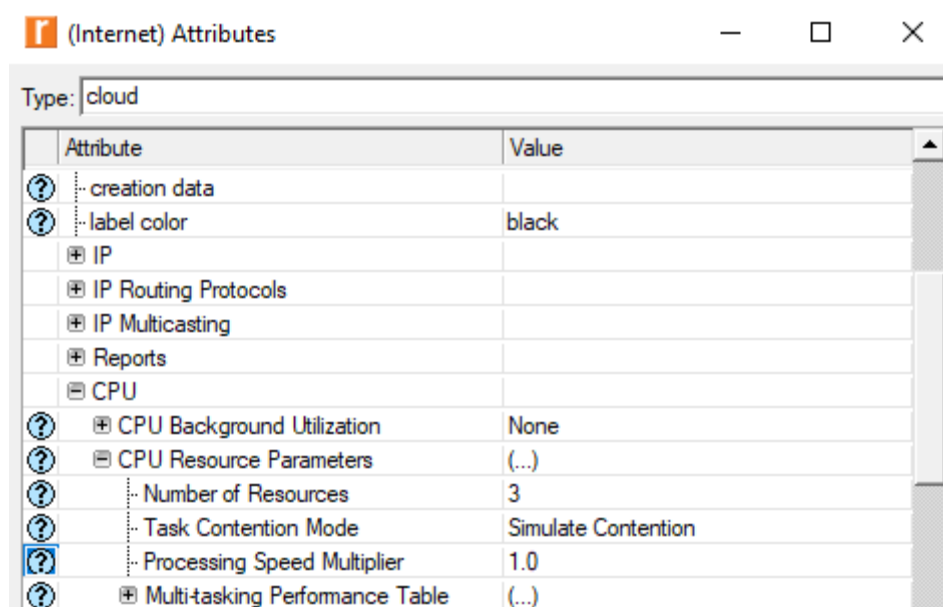 r (Internet) Attributes
Type: cloud
Attribute Value
creation data
label color black
IP
IP Routing Protocols
IP Multicasting
Reports
CPU
CPU Background Utilization None
CPU Resource Parameters (...)
Number of Resources 3
Task Contention Mode Simulate Contention
Processing Speed Multiplier 1.0
Multi-tasking Performance Table (...)